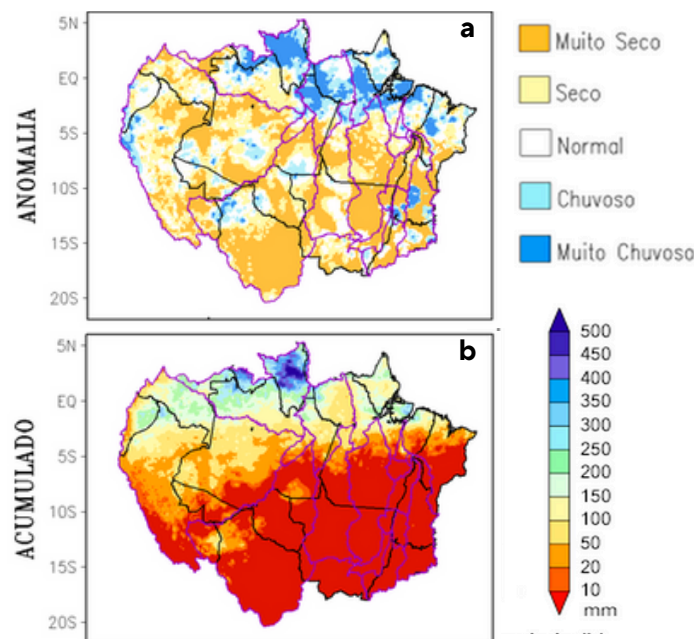 a
5N
EQ
5S
10S
15S
20S
ANOMALIA
Muito Seco
Seco
Normal
Chuvoso
Muito Chuvoso
b
5N
EQ
5S
10S
15S
20S
ACUMULADO
500
450
400
350
300
250
200
150
100
50
20
10
mm